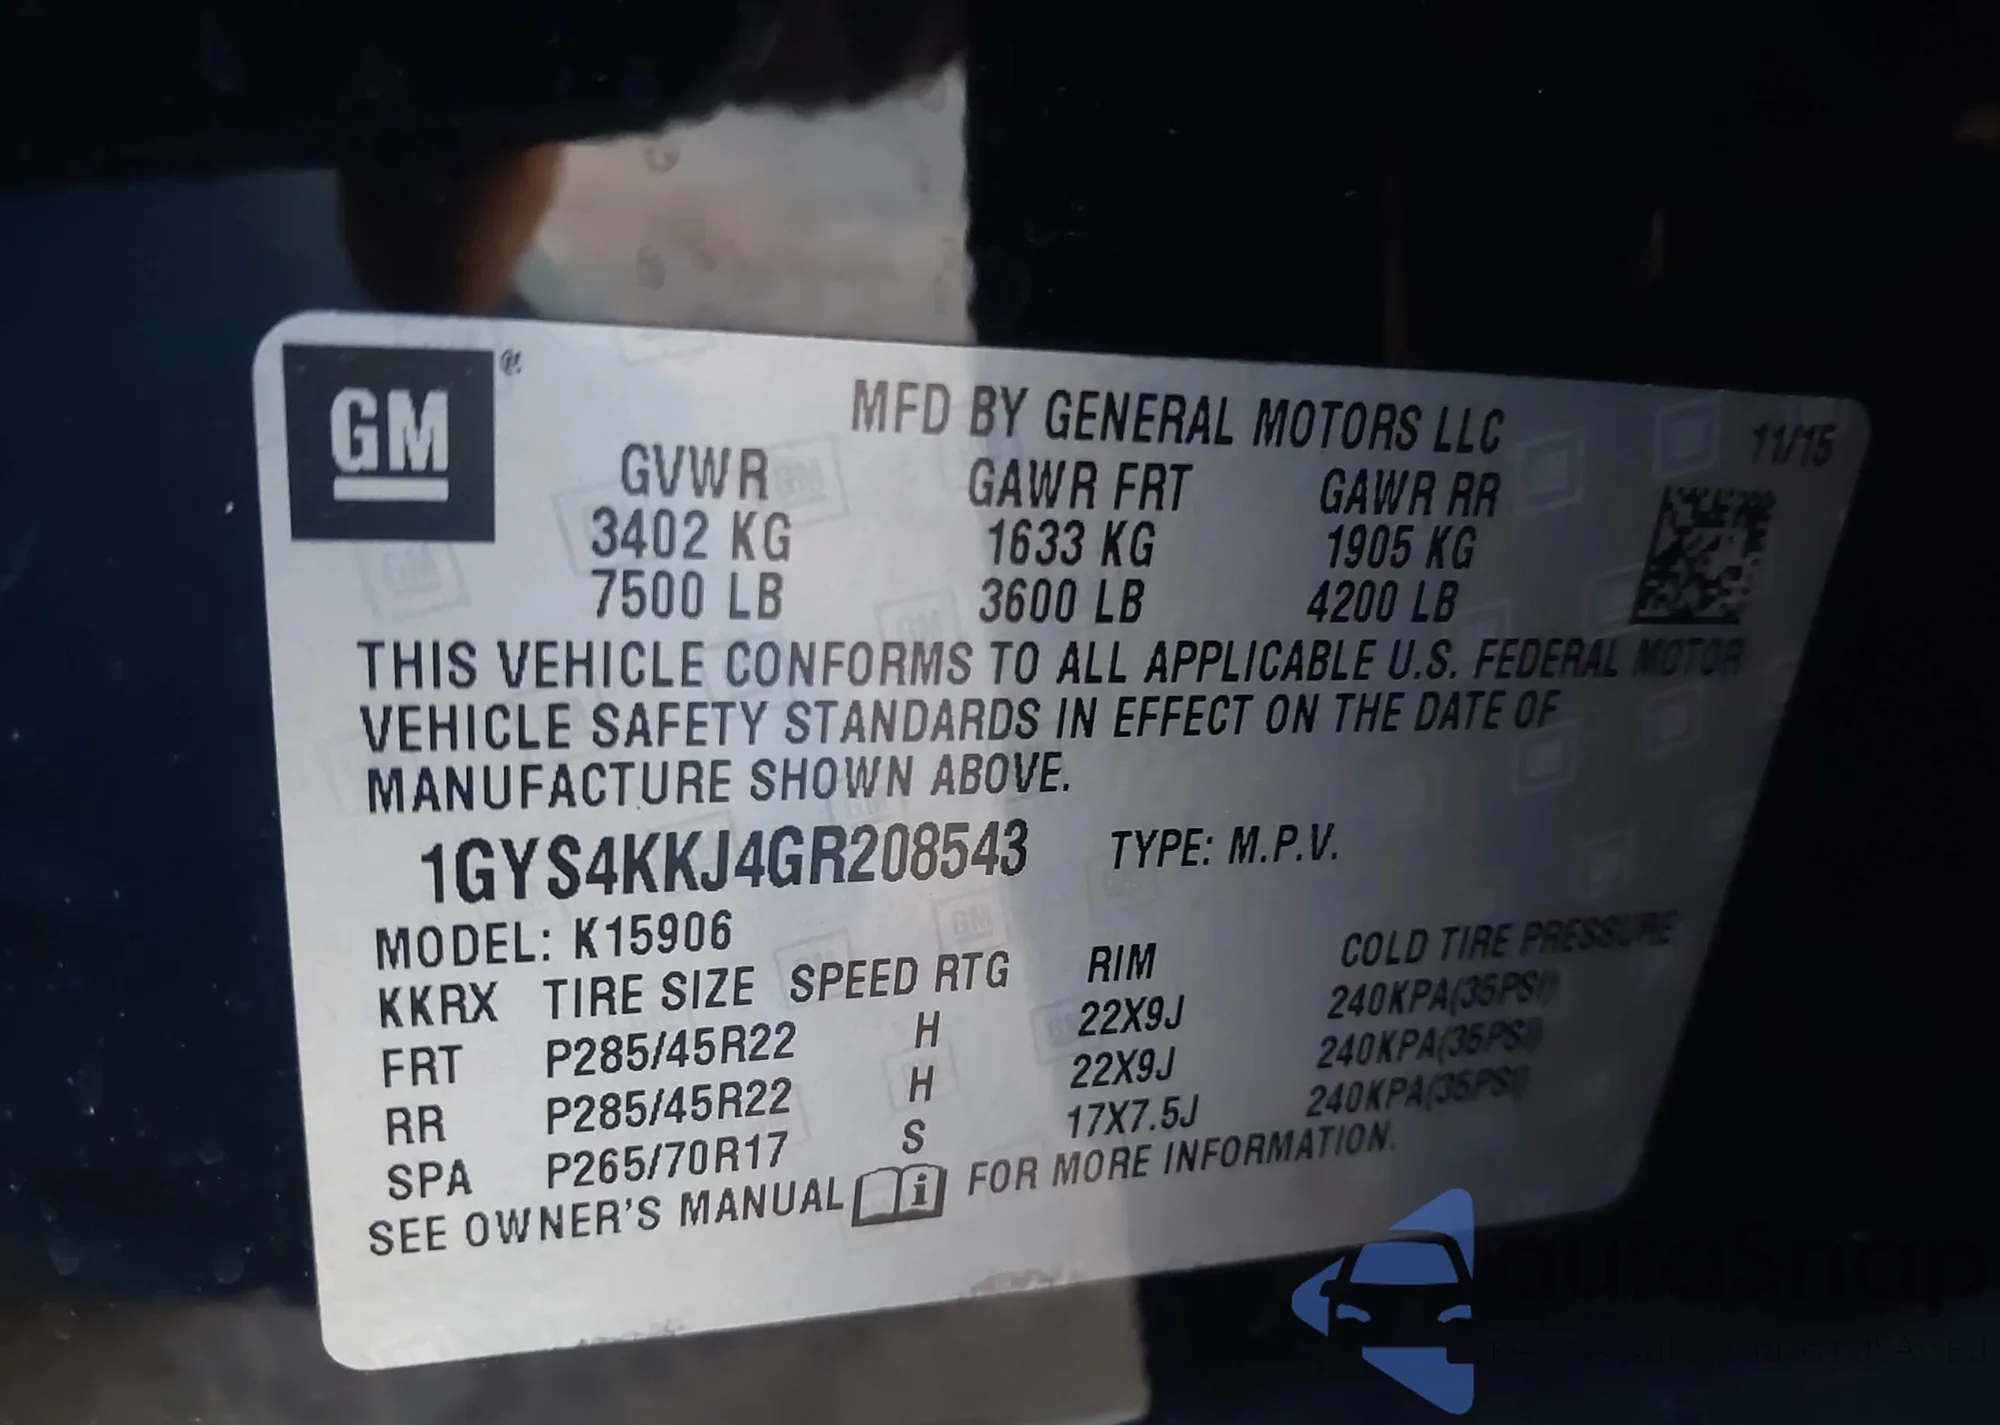 GM
MFD BY GENERAL MOTORS LLC 11/15
GVWR GAWR FRT GAWR RR
3402 KG 1633 KG 1905 KG
7500 LB 3600 LB 4200 LB
THIS VEHICLE CONFORMS TO ALL APPLICABLE U.S. FEDERAL MOTOR
VEHICLE SAFETY STANDARDS IN EFFECT ON THE DATE OF
MANUFACTURE SHOWN ABOVE.
1GYS4KKJ4GR208543 TYPE: M.P.V.
MODEL: K15906
KKRX TIRE SIZE SPEED RTG RIM COLD TIRE PRESSURE
FRT P285/45R22 H 22X9J 240KPA(35PSI)
RR P285/45R22 H 22X9J 240KPA(35PSI)
SPA P265/70R17 S 17X7.5J 240KPA(35PSI)
SEE OWNER'S MANUAL FOR MORE INFORMATION.
autosnap